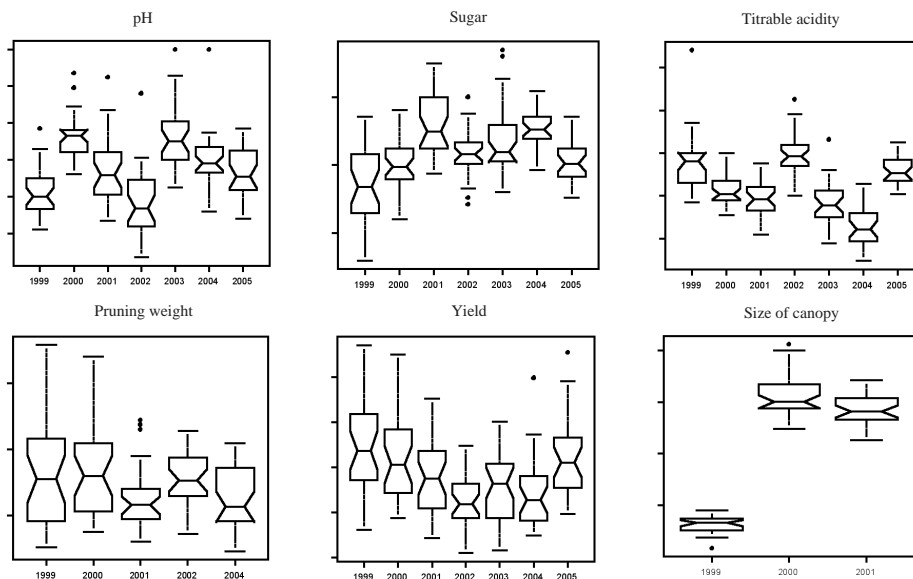 pH
Sugar
Titrable acidity
1999 2000 2001 2002 2003 2004 2005
1999 2000 2001 2002 2003 2004 2005
1999 2000 2001 2002 2003 2004 2005
Pruning weight
Yield
Size of canopy
1999 2000 2001 2002 2004
1999 2000 2001 2002 2003 2004 2005
1999 2000 2001